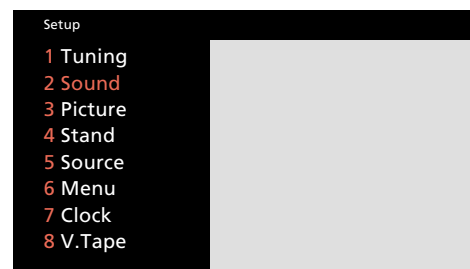 Setup
1 Tuning
2 Sound
3 Picture
4 Stand
5 Source
6 Menu
7 Clock
8 V.Tape